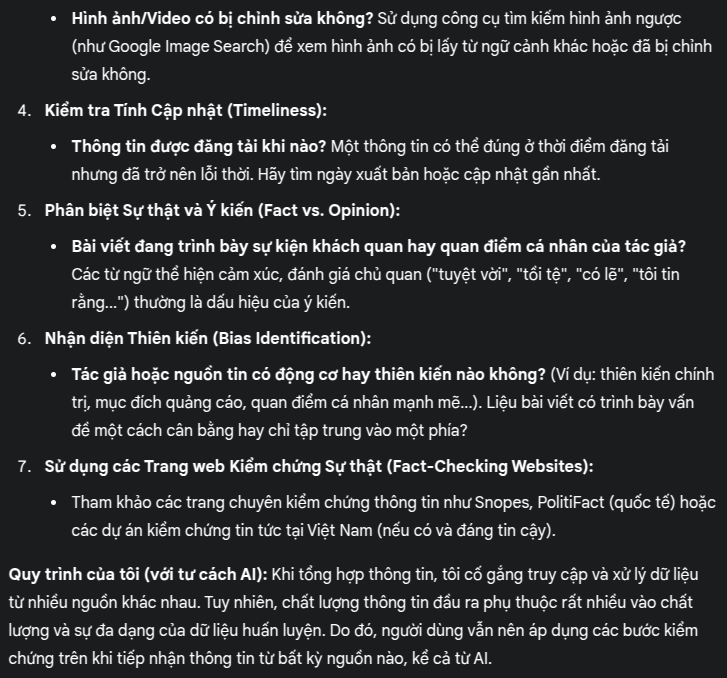 • Hình ảnh/Video có bị chỉnh sửa không? Sử dụng công cụ tìm kiếm hình ảnh ngược
(như Google Image Search) để xem hình ảnh có bị lấy từ ngữ cảnh khác hoặc đã bị chỉnh
sửa không.
4. Kiểm tra Tính Cập nhật (Timeliness):
• Thông tin được đăng tải khi nào? Một thông tin có thể đúng ở thời điểm đăng tải
nhưng đã trở nên lỗi thời. Hãy tìm ngày xuất bản hoặc cập nhật gần nhất.
5. Phân biệt Sự thật và Ý kiến (Fact vs. Opinion):
• Bài viết đang trình bày sự kiện khách quan hay quan điểm cá nhân của tác giả?
Các từ ngữ thể hiện cảm xúc, đánh giá chủ quan ("tuyệt vời", "tồi tệ", "có lẽ", "tôi tin
rằng...") thường là dấu hiệu của ý kiến.
6. Nhận diện Thiên kiến (Bias Identification):
• Tác giả hoặc nguồn tin có động cơ hay thiên kiến nào không? (Ví dụ: thiên kiến chính
trị, mục đích quảng cáo, quan điểm cá nhân mạnh mẽ...). Liệu bài viết có trình bày vấn
đề một cách cân bằng hay chỉ tập trung vào một phía?
7. Sử dụng các Trang web Kiểm chứng Sự thật (Fact-Checking Websites):
• Tham khảo các trang chuyên kiểm chứng thông tin như Snopes, PolitiFact (quốc tế) hoặc
các dự án kiểm chứng tin tức tại Việt Nam (nếu có và đáng tin cậy).
Quy trình của tôi (với tư cách AI): Khi tổng hợp thông tin, tôi cố gắng truy cập và xử lý dữ liệu
từ nhiều nguồn khác nhau. Tuy nhiên, chất lượng thông tin đầu ra phụ thuộc rất nhiều vào chất
lượng và sự đa dạng của dữ liệu huấn luyện. Do đó, người dùng vẫn nên áp dụng các bước kiểm
chứng trên khi tiếp nhận thông tin từ bất kỳ nguồn nào, kể cả từ AI.